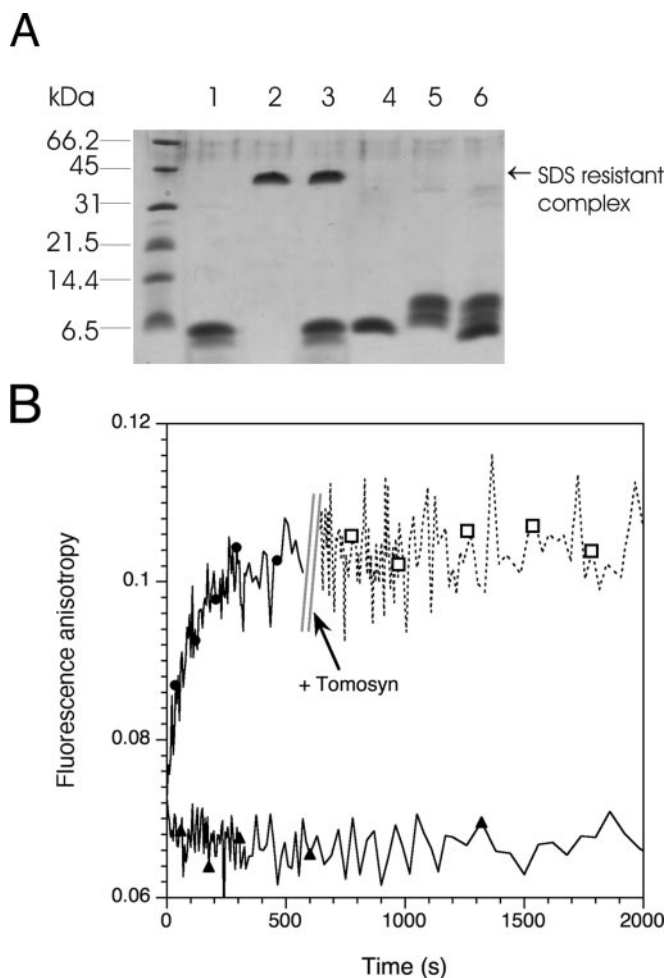 A
kDa 1 2 3 4 5 6
66.2
45
← SDS resistant
complex
31
21.5
14.4
6.5
B
0.12
0.1
0.08
0.06
Fluorescence anisotropy
+ Tomosyn
0 500 1000 1500 2000
Time (s)